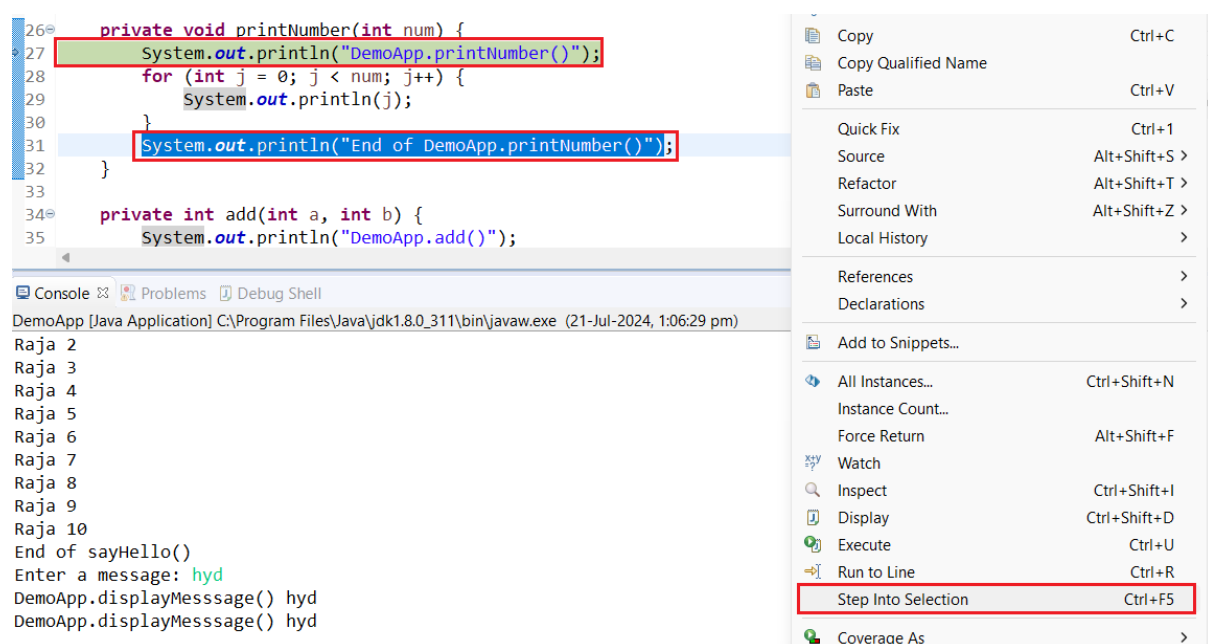 26 private void printNumber(int num) {
27 System.out.println("DemoApp.printNumber()");
28 for (int j = 0; j < num; j++) {
29 System.out.println(j);
30 }
31 System.out.println("End of DemoApp.printNumber()");
32 }
33
34 private int add(int a, int b) {
35 System.out.println("DemoApp.add()");
Console Problems Debug Shell
DemoApp [Java Application] C:\Program Files\Java\jdk1.8.0_311\bin\javaw.exe (21-Jul-2024, 1:06:29 pm)
Raja 2
Raja 3
Raja 4
Raja 5
Raja 6
Raja 7
Raja 8
Raja 9
Raja 10
End of sayHello()
Enter a message: hyd
DemoApp.displayMesssage() hyd
DemoApp.displayMesssage() hyd
Copy Ctrl+C
Copy Qualified Name
Paste Ctrl+V
Quick Fix Ctrl+1
Source Alt+Shift+S >
Refactor Alt+Shift+T >
Surround With Alt+Shift+Z >
Local History >
References >
Declarations >
Add to Snippets...
All Instances... Ctrl+Shift+N
Instance Count...
Force Return Alt+Shift+F
Watch
Inspect Ctrl+Shift+I
Display Ctrl+Shift+D
Execute Ctrl+U
Run to Line Ctrl+R
Step Into Selection Ctrl+F5
Coverage As >